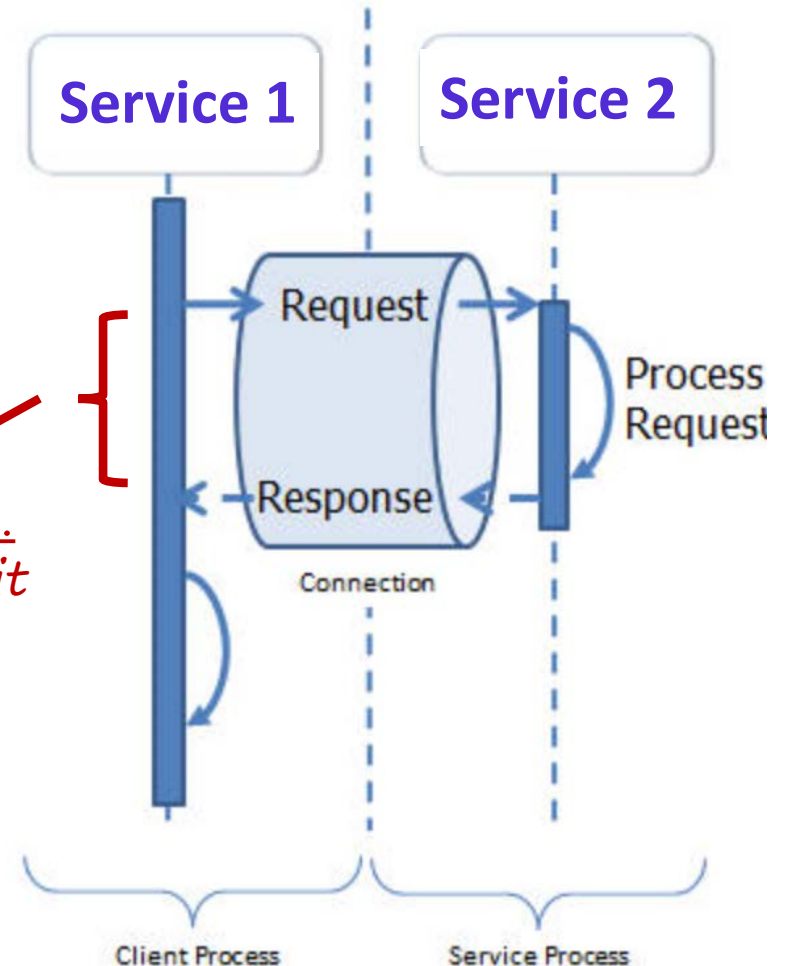 Service 1
Service 2
Request
Process
Request
Response
Connection
Client Process
Service Process